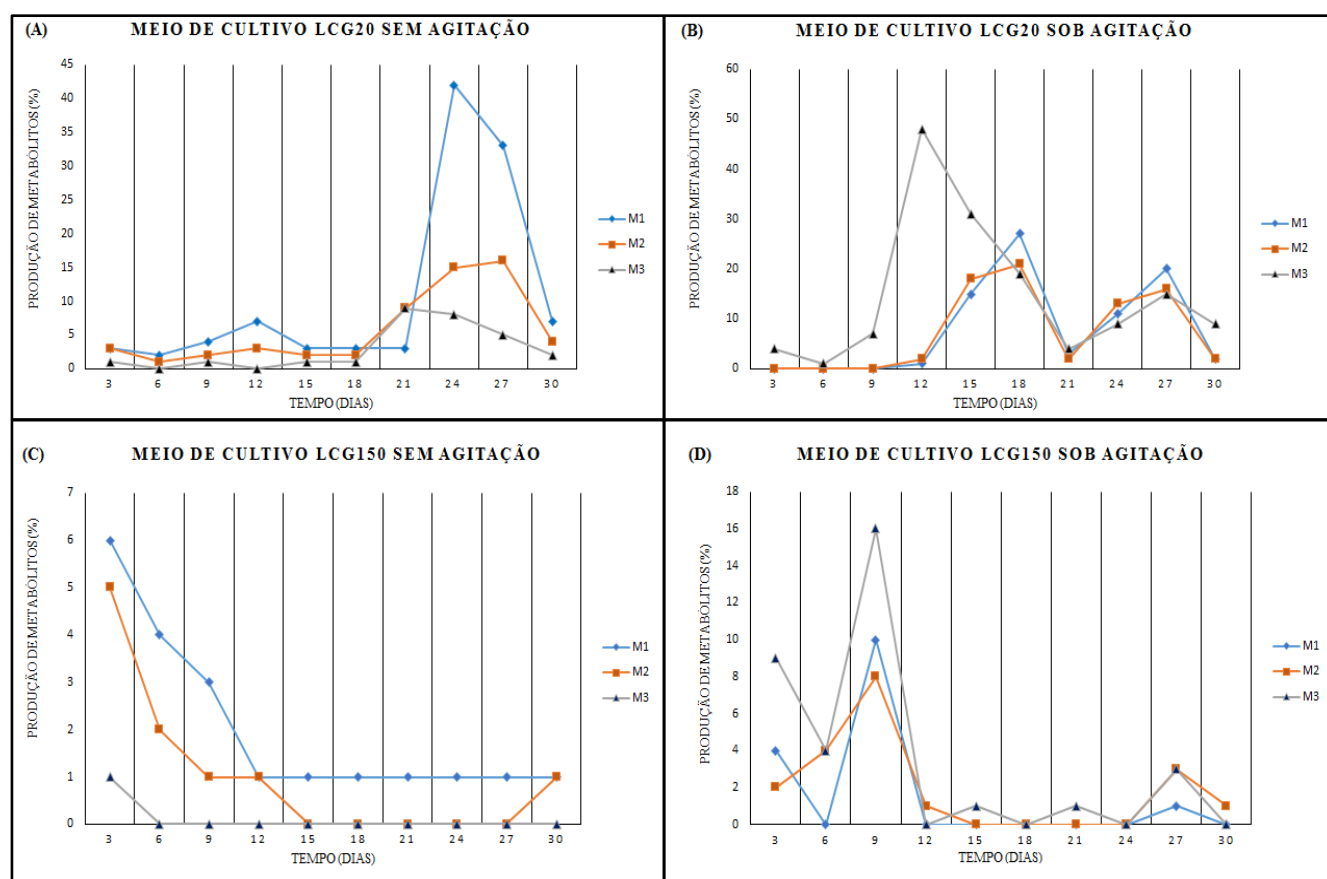 (A) MEIO DE CULTIVO LCG20 SEM AGITAÇÃO
PRODUÇÃO DE METABÓLITOS (%)
45
40
35
30
25
20
15
10
5
0
3 6 9 12 15 18 21 24 27 30
TEMPO (DIAS)
M1
M2
M3
(B) MEIO DE CULTIVO LCG20 SOB AGITAÇÃO
PRODUÇÃO DE METABÓLITOS (%)
60
50
40
30
20
10
0
3 6 9 12 15 18 21 24 27 30
TEMPO (DIAS)
M1
M2
M3
(C) MEIO DE CULTIVO LCG150 SEM AGITAÇÃO
PRODUÇÃO DE METABÓLITOS (%)
7
6
5
4
3
2
1
0
3 6 9 12 15 18 21 24 27 30
TEMPO (DIAS)
M1
M2
M3
(D) MEIO DE CULTIVO LCG150 SOB AGITAÇÃO
PRODUÇÃO DE METABÓLITOS (%)
18
16
14
12
10
8
6
4
2
0
3 6 9 12 15 18 21 24 27 30
TEMPO (DIAS)
M1
M2
M3